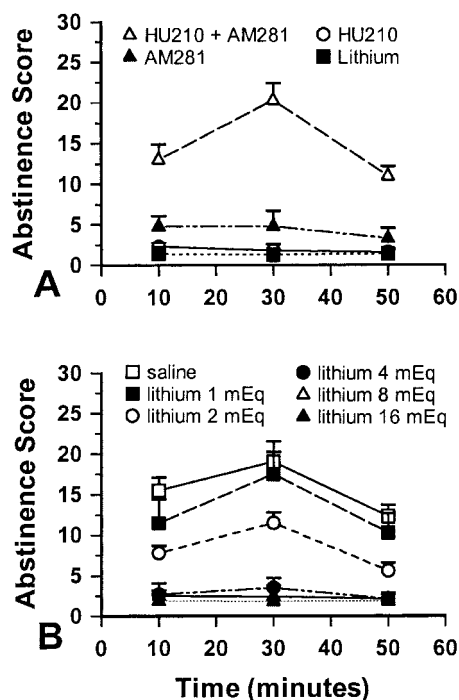 △ HU210 + AM281 ○ HU210
▲ AM281 ■ Lithium
30
25
20
15
10
5
0
Abstinence Score
A
0 10 20 30 40 50 60
□ saline ● lithium 4 mEq
■ lithium 1 mEq △ lithium 8 mEq
○ lithium 2 mEq ▲ lithium 16 mEq
30
25
20
15
10
5
0
Abstinence Score
B
0 10 20 30 40 50 60
Time (minutes)